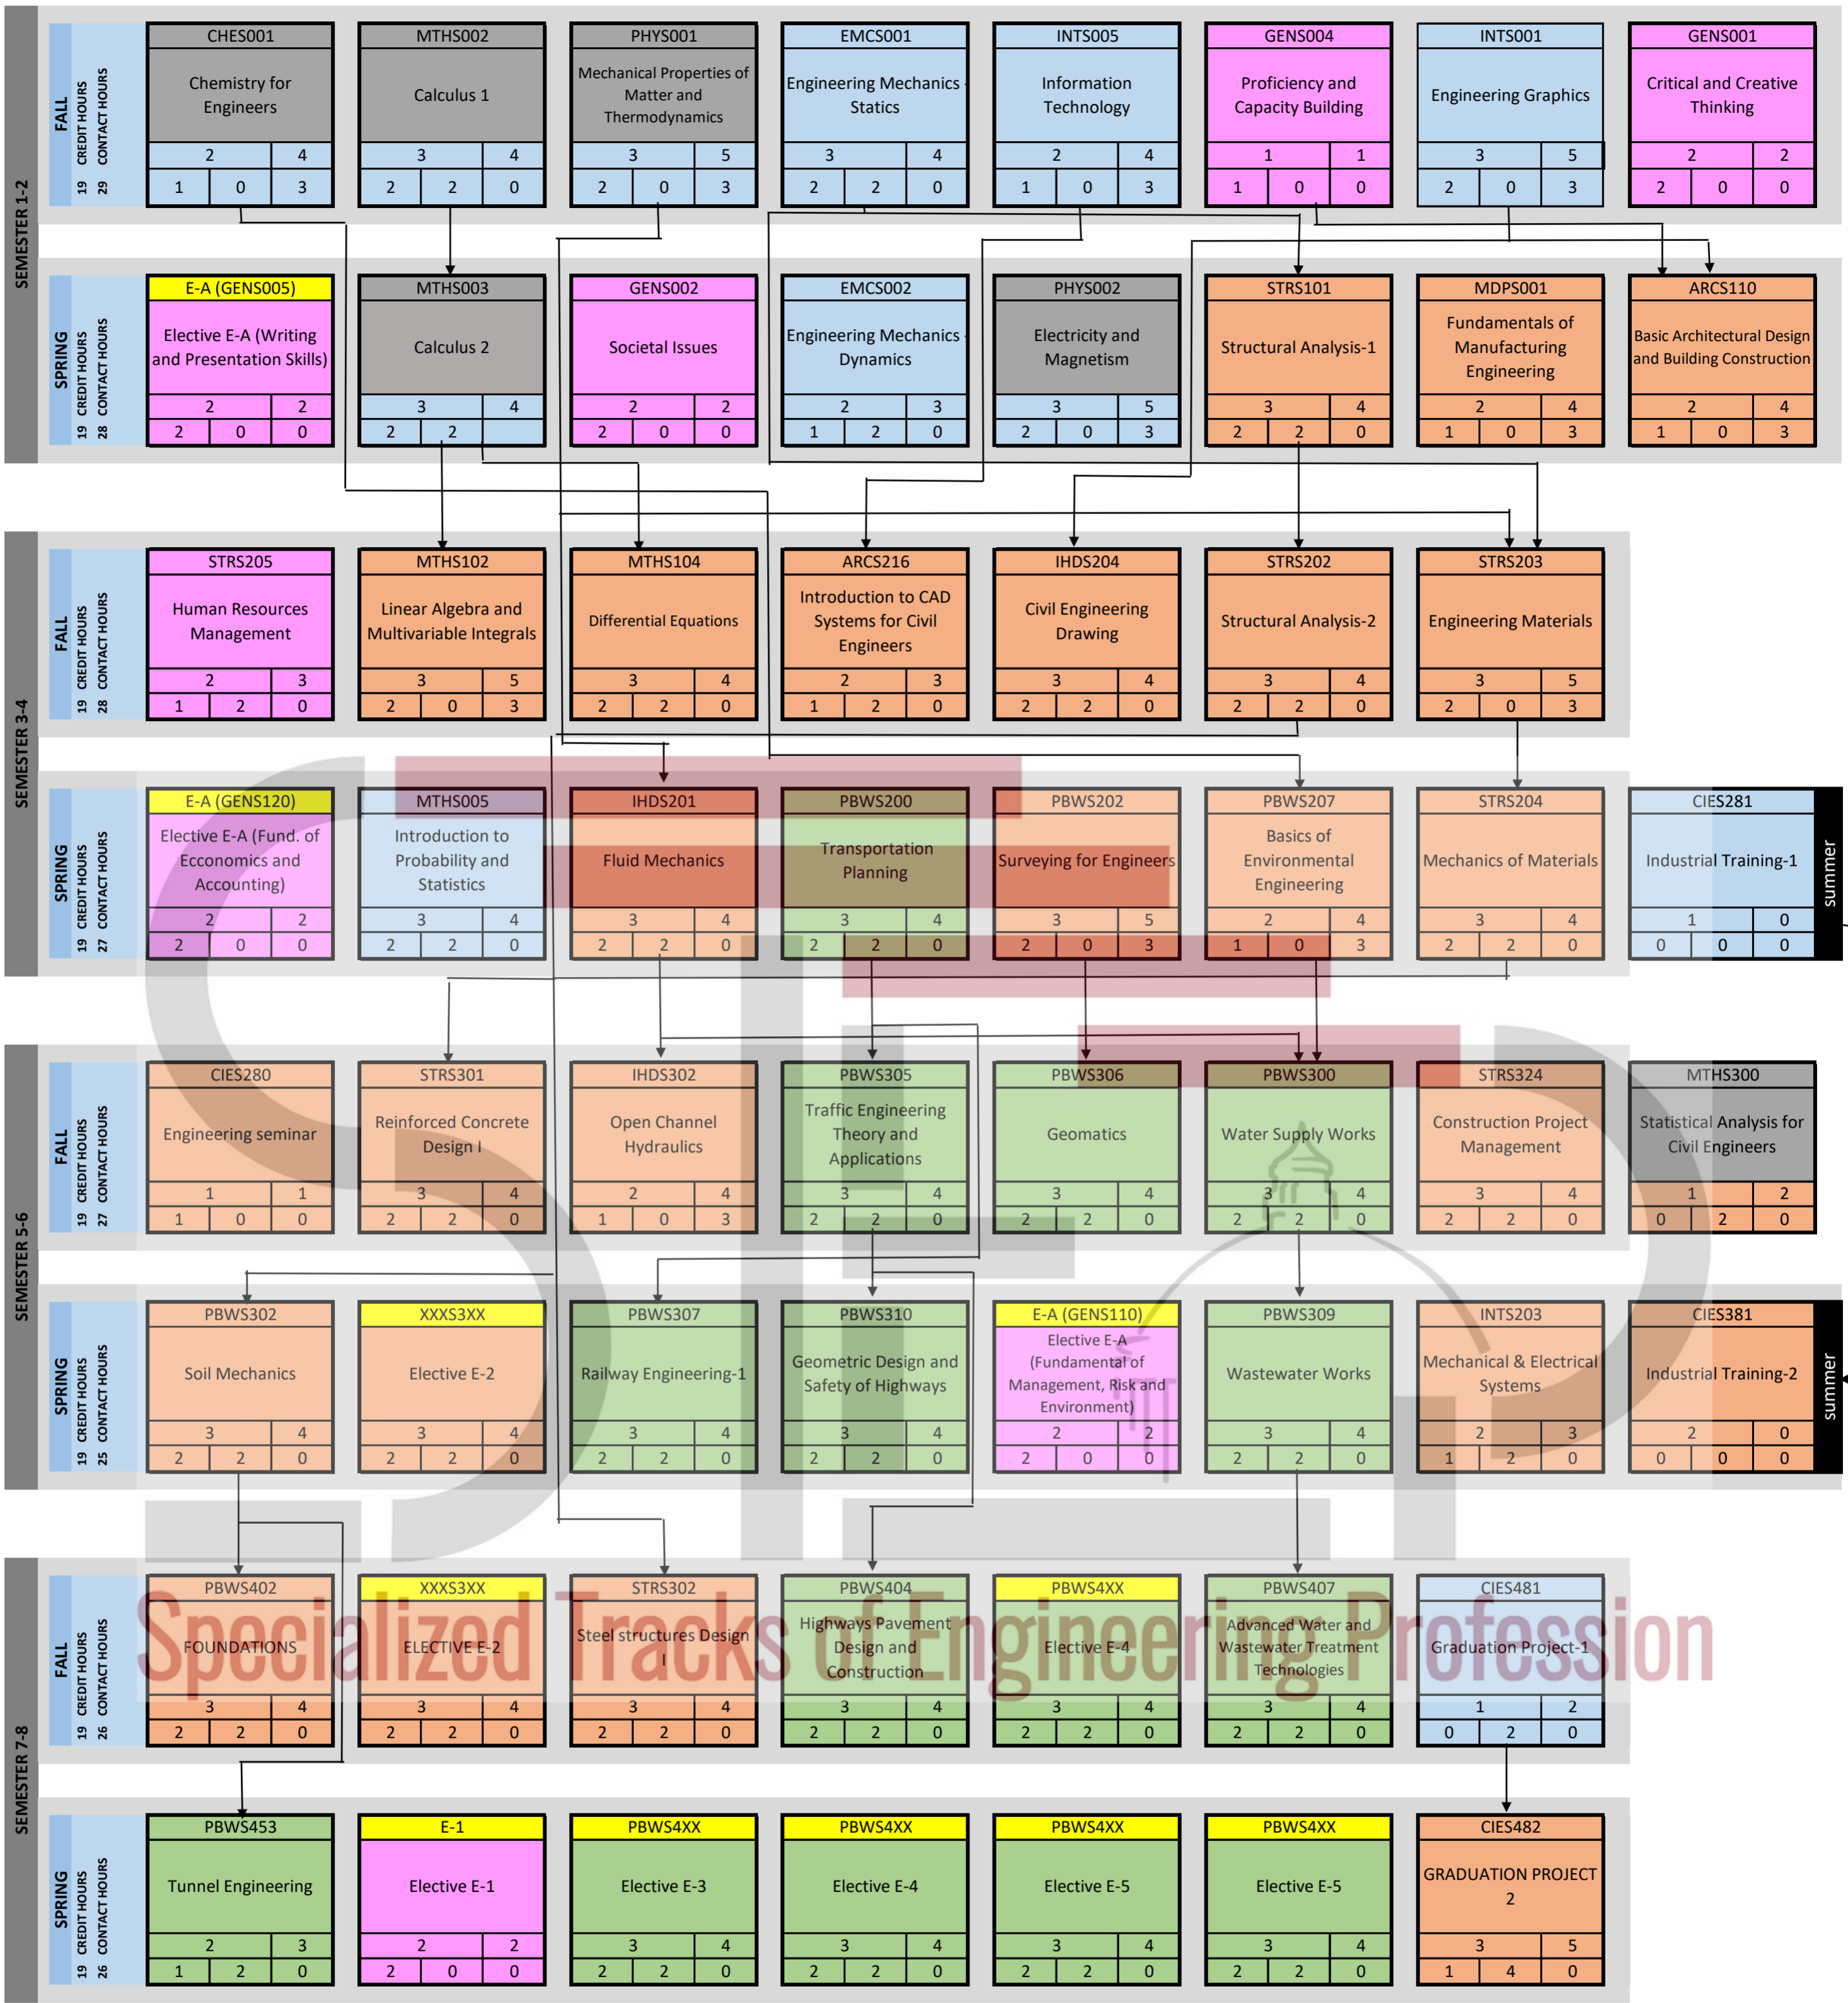 SEMESTER 1-2
FALL
19 CREDIT HOURS
29 CONTACT HOURS
CHES001
Chemistry for
Engineers
2 4
1 0 3
MTHS002
Calculus 1
3 4
2 2 0
PHYS001
Mechanical Properties of
Matter and
Thermodynamics
3 5
2 0 3
EMCS001
Engineering Mechanics -
Statics
3 4
2 2 0
INTS005
Information
Technology
2 4
1 0 3
GENS004
Proficiency and
Capacity Building
1 1
1 0 0
INTS001
Engineering Graphics
3 5
2 0 3
GENS001
Critical and Creative
Thinking
2 2
2 0 0
SPRING
19 CREDIT HOURS
28 CONTACT HOURS
E-A (GENS005)
Elective E-A (Writing
and Presentation Skills)
2 2
2 0 0
MTHS003
Calculus 2
3 4
2 2
GENS002
Societal Issues
2 2
2 0 0
EMCS002
Engineering Mechanics -
Dynamics
2 3
1 2 0
PHYS002
Electricity and
Magnetism
3 5
2 0 3
STRS101
Structural Analysis-1
3 4
2 2 0
MDPS001
Fundamentals of
Manufacturing
Engineering
2 4
1 0 3
ARCS110
Basic Architectural Design
and Building Construction
2 4
1 0 3
SEMESTER 3-4
FALL
19 CREDIT HOURS
28 CONTACT HOURS
STRS205
Human Resources
Management
2 3
1 2 0
MTHS102
Linear Algebra and
Multivariable Integrals
3 5
2 0 3
MTHS104
Differential Equations
3 4
2 2 0
ARCS216
Introduction to CAD
Systems for Civil
Engineers
2 3
1 2 0
IHDS204
Civil Engineering
Drawing
3 4
2 2 0
STRS202
Structural Analysis-2
3 4
2 2 0
STRS203
Engineering Materials
3 5
2 0 3
SPRING
19 CREDIT HOURS
27 CONTACT HOURS
E-A (GENS120)
Elective E-A (Fund. of
Ecconomics and
Accounting)
2 2
2 0 0
MTHS005
Introduction to
Probability and
Statistics
3 4
2 2 0
IHDS201
Fluid Mechanics
3 4
2 2 0
PBWS200
Transportation
Planning
3 4
2 2 0
PBWS202
Surveying for Engineers
3 5
2 0 3
PBWS207
Basics of
Environmental
Engineering
2 4
1 0 3
STRS204
Mechanics of Materials
3 4
2 2 0
CIES281
Industrial Training-1
1 0
0 0 0
summer
SEMESTER 5-6
FALL
19 CREDIT HOURS
27 CONTACT HOURS
CIES280
Engineering seminar
1 1
1 0 0
STRS301
Reinforced Concrete
Design I
3 4
2 2 0
IHDS302
Open Channel
Hydraulics
2 4
1 0 3
PBWS305
Traffic Engineering
Theory and
Applications
3 4
2 2 0
PBWS306
Geomatics
3 4
2 2 0
PBWS300
Water Supply Works
3 4
2 2 0
STRS324
Construction Project
Management
3 4
2 2 0
MTHS300
Statistical Analysis for
Civil Engineers
1 2
0 2 0
SPRING
19 CREDIT HOURS
25 CONTACT HOURS
PBWS302
Soil Mechanics
3 4
2 2 0
XXXS3XX
Elective E-2
3 4
2 2 0
PBWS307
Railway Engineering-1
3 4
2 2 0
PBWS310
Geometric Design and
Safety of Highways
3 4
2 2 0
E-A (GENS110)
Elective E-A
(Fundamental of
Management, Risk and
Environment)
2 2
2 0 0
PBWS309
Wastewater Works
3 4
2 2 0
INTS203
Mechanical & Electrical
Systems
2 3
1 2 0
CIES381
Industrial Training-2
2 0
0 0 0
summer
SEMESTER 7-8
FALL
19 CREDIT HOURS
26 CONTACT HOURS
PBWS402
FOUNDATIONS
3 4
2 2 0
XXXS3XX
ELECTIVE E-2
3 4
2 2 0
STRS302
Steel structures Design
I
3 4
2 2 0
PBWS404
Highways Pavement
Design and
Construction
3 4
2 2 0
PBWS4XX
Elective E-4
3 4
2 2 0
PBWS407
Advanced Water and
Wastewater Treatment
Technologies
3 4
2 2 0
CIES481
Graduation Project-1
1 2
0 2 0
Specialized Tracks of Engineering Profession
SPRING
19 CREDIT HOURS
26 CONTACT HOURS
PBWS453
Tunnel Engineering
2 3
1 2 0
E-1
Elective E-1
2 2
2 0 0
PBWS4XX
Elective E-3
3 4
2 2 0
PBWS4XX
Elective E-4
3 4
2 2 0
PBWS4XX
Elective E-5
3 4
2 2 0
PBWS4XX
Elective E-5
3 4
2 2 0
CIES482
GRADUATION PROJECT
2
3 5
1 4 0